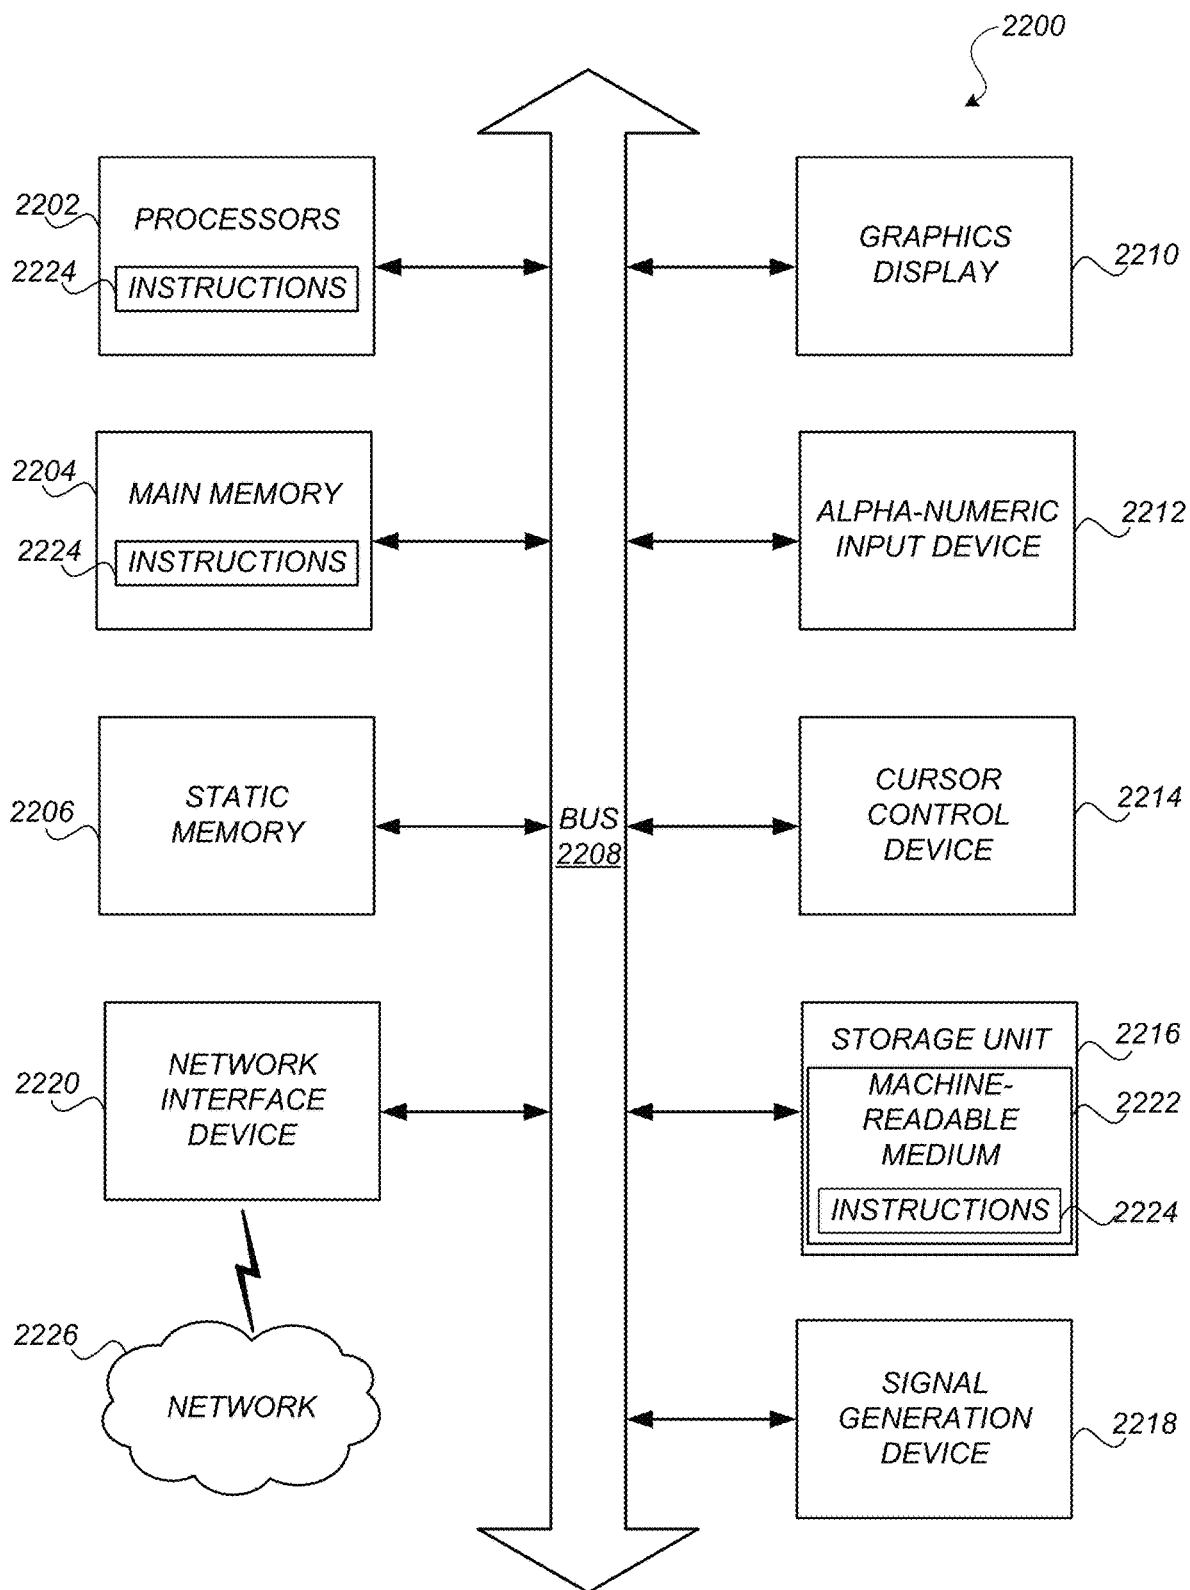 2200
2202
PROCESSORS
2224
INSTRUCTIONS
GRAPHICS
DISPLAY
2210
2204
MAIN MEMORY
2224
INSTRUCTIONS
ALPHA-NUMERIC
INPUT DEVICE
2212
2206
STATIC
MEMORY
BUS
2208
CURSOR
CONTROL
DEVICE
2214
2220
NETWORK
INTERFACE
DEVICE
STORAGE UNIT
2216
MACHINE-
READABLE
MEDIUM
2222
INSTRUCTIONS
2224
2226
NETWORK
SIGNAL
GENERATION
DEVICE
2218